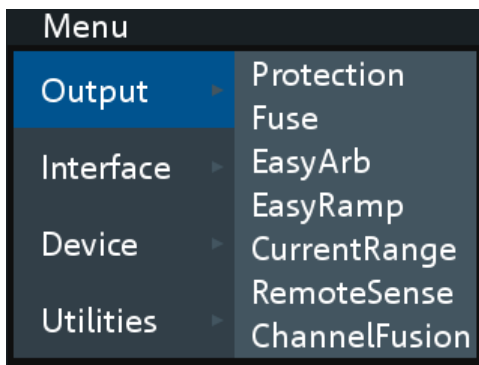 Menu
Output
Interface
Device
Utilities
Protection
Fuse
EasyArb
EasyRamp
CurrentRange
RemoteSense
ChannelFusion